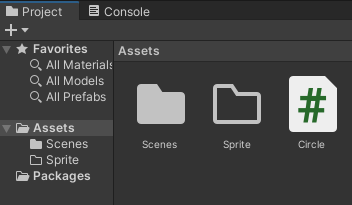 Project
Console
Favorites
All Materials
All Models
All Prefabs
Assets
Scenes
Sprite
Packages
Assets
Scenes
Sprite
#
Circle